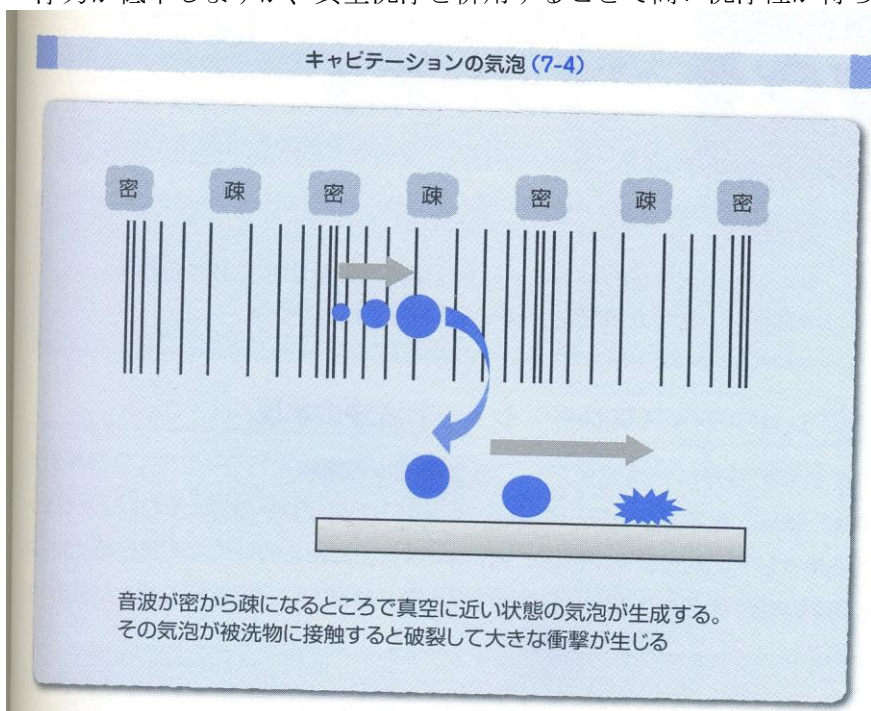 キャビテーションの気泡(7-4)
密 疎 密 疎 密 疎 密
音波が密から疎になるところで真空に近い状態の気泡が生成する。
その気泡が被洗物に接触すると破裂して大きな衝撃が生じる